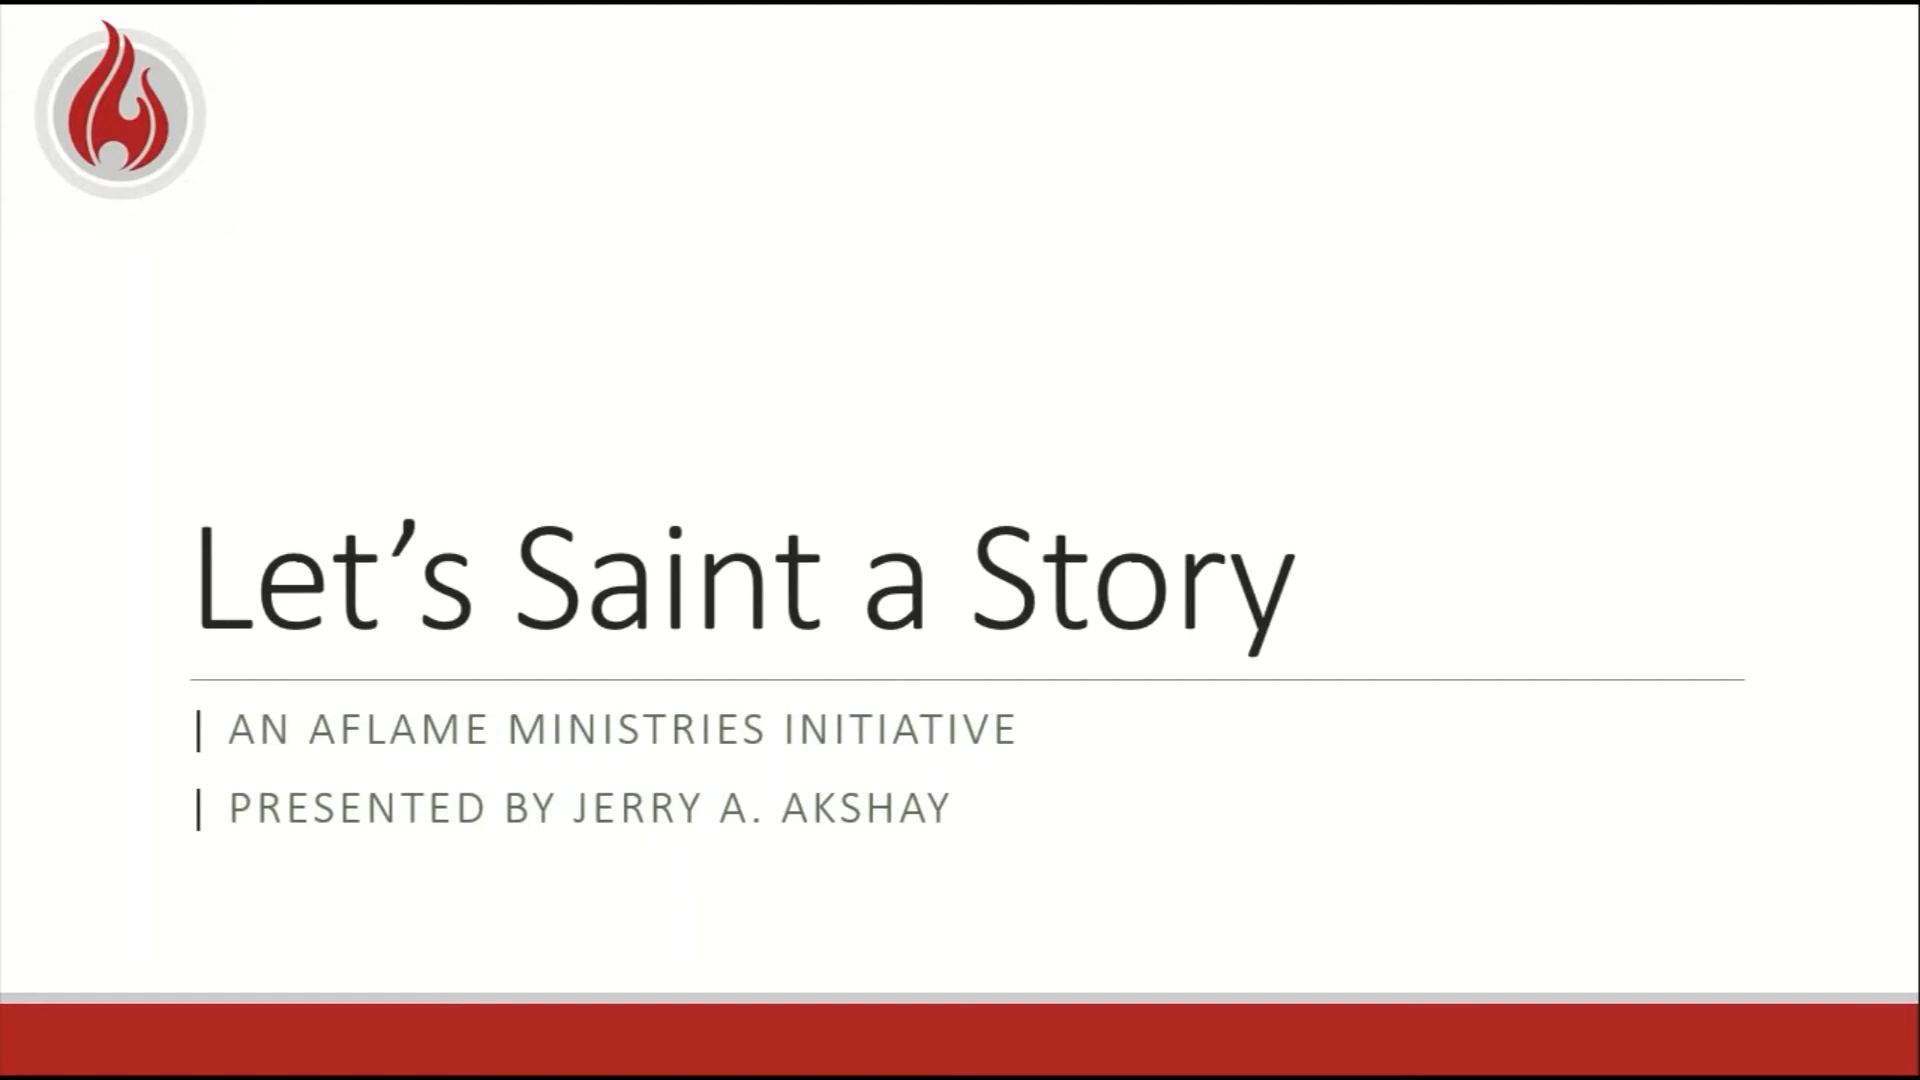 Let’s Saint a Story
| AN AFLAME MINISTRIES INITIATIVE
| PRESENTED BY JERRY A. AKSHAY